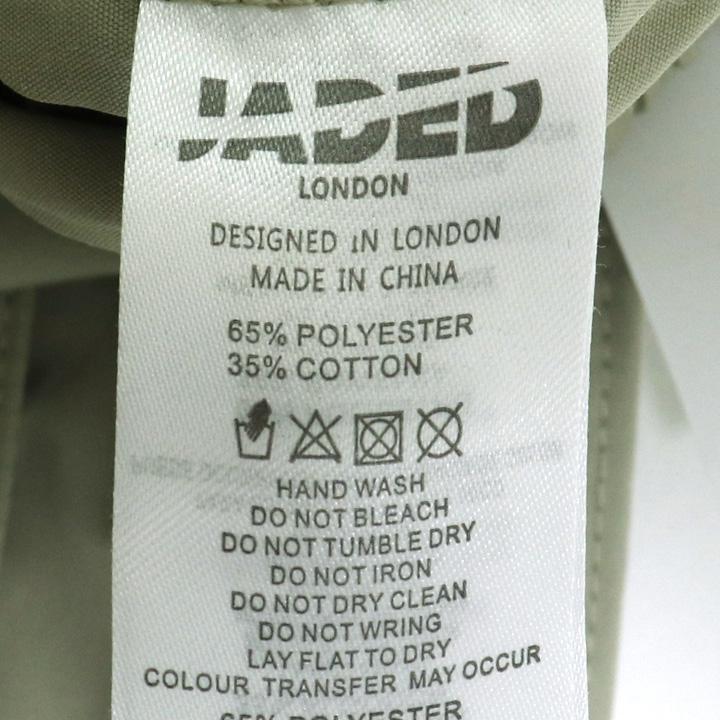 JADED
LONDON
DESIGNED IN LONDON
MADE IN CHINA
65% POLYESTER
35% COTTON
HAND WASH
DO NOT BLEACH
DO NOT TUMBLE DRY
DO NOT IRON
DO NOT DRY CLEAN
DO NOT WRING
LAY FLAT TO DRY
COLOUR TRANSFER MAY OCCUR
65% POLYESTER